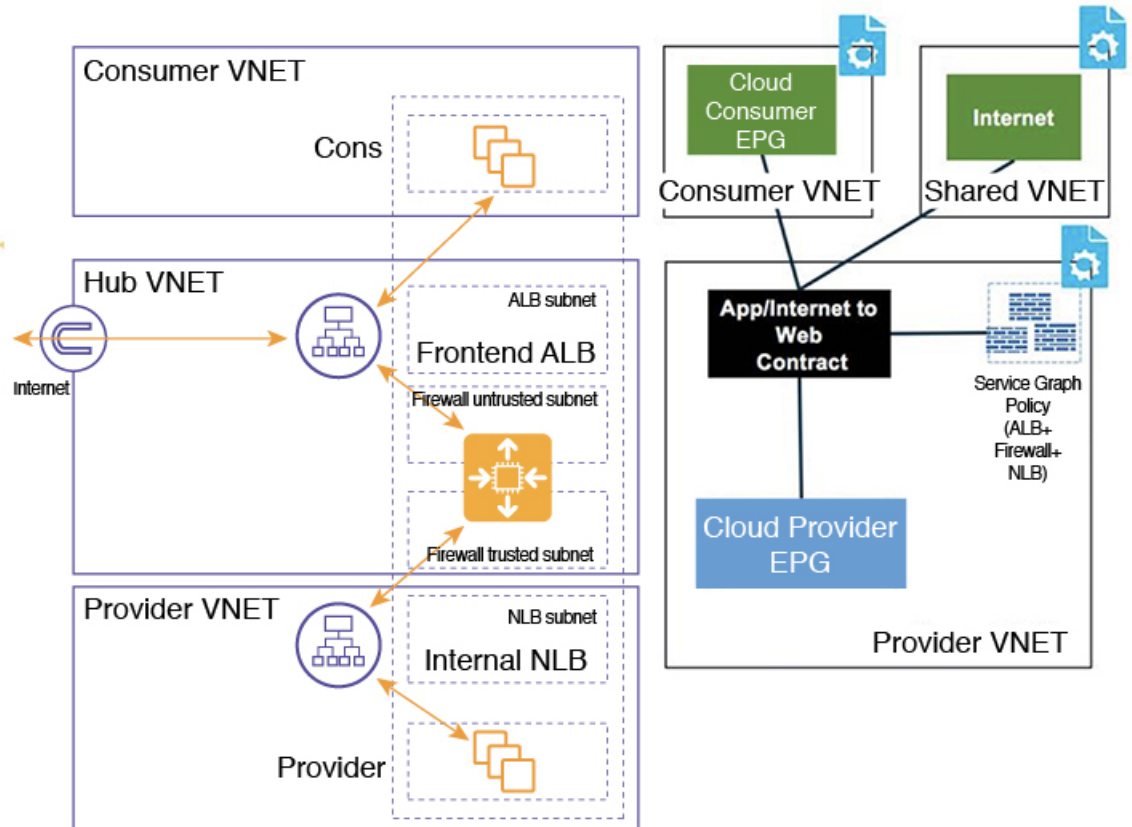 Consumer VNET
Cons
Hub VNET
ALB subnet
Frontend ALB
Internet
Firewall untrusted subnet
Firewall trusted subnet
Provider VNET
NLB subnet
Internal NLB
Provider
Cloud
Consumer
EPG
Consumer VNET
Internet
Shared VNET
App/Internet to
Web
Contract
Service Graph
Policy
(ALB+
Firewall+
NLB)
Cloud Provider
EPG
Provider VNET